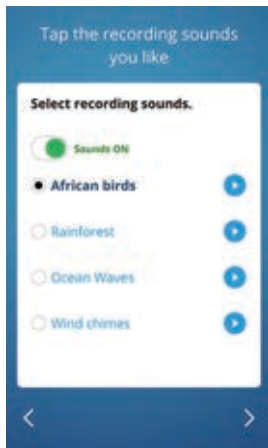 Tap the recording sounds
you like
Select recording sounds.
Sounds ON
African birds
Rainforest
Ocean Waves
Wind chimes